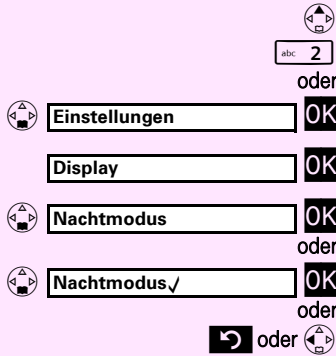 abc 2
oder
Einstellungen OK
Display OK
Nachtmodus OK
oder
Nachtmodus✓ OK
oder
oder